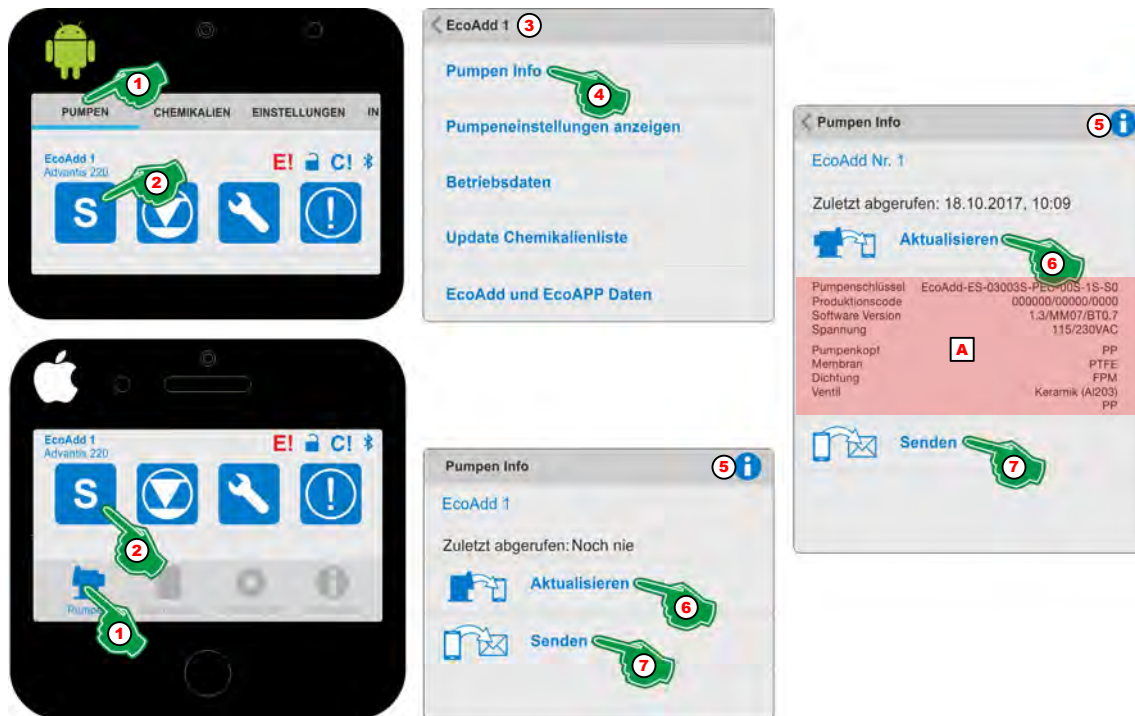 1
PUMPEN CHEMIKALIEN EINSTELLUNGEN IN
EcoAdd 1
Advantis 220
E! C!
2
S
EcoAdd 1 3
Pumpen Info
4
Pumpeneinstellungen anzeigen
Betriebsdaten
Update Chemikalienliste
EcoAdd und EcoAPP Daten
EcoAdd 1
Advantis 220
E! C!
S
2
Pumpe
1
Pumpen Info 5
EcoAdd 1
Zuletzt abgerufen: Noch nie
Aktualisieren
6
Senden
7
Pumpen Info 5
EcoAdd Nr. 1
Zuletzt abgerufen: 18.10.2017, 10:09
Aktualisieren
6
Pumpenschlüssel EcoAdd-ES-03003S-PEC-00S-1S-S0
Produktionscode 000000/00000/0000
Software Version 1.3/MM07/BT0.7
Spannung 115/230VAC
Pumpenkopf PP
A
Membran PTFE
Dichtung FPM
Ventil Keramik (Al203)
PP
Senden
7